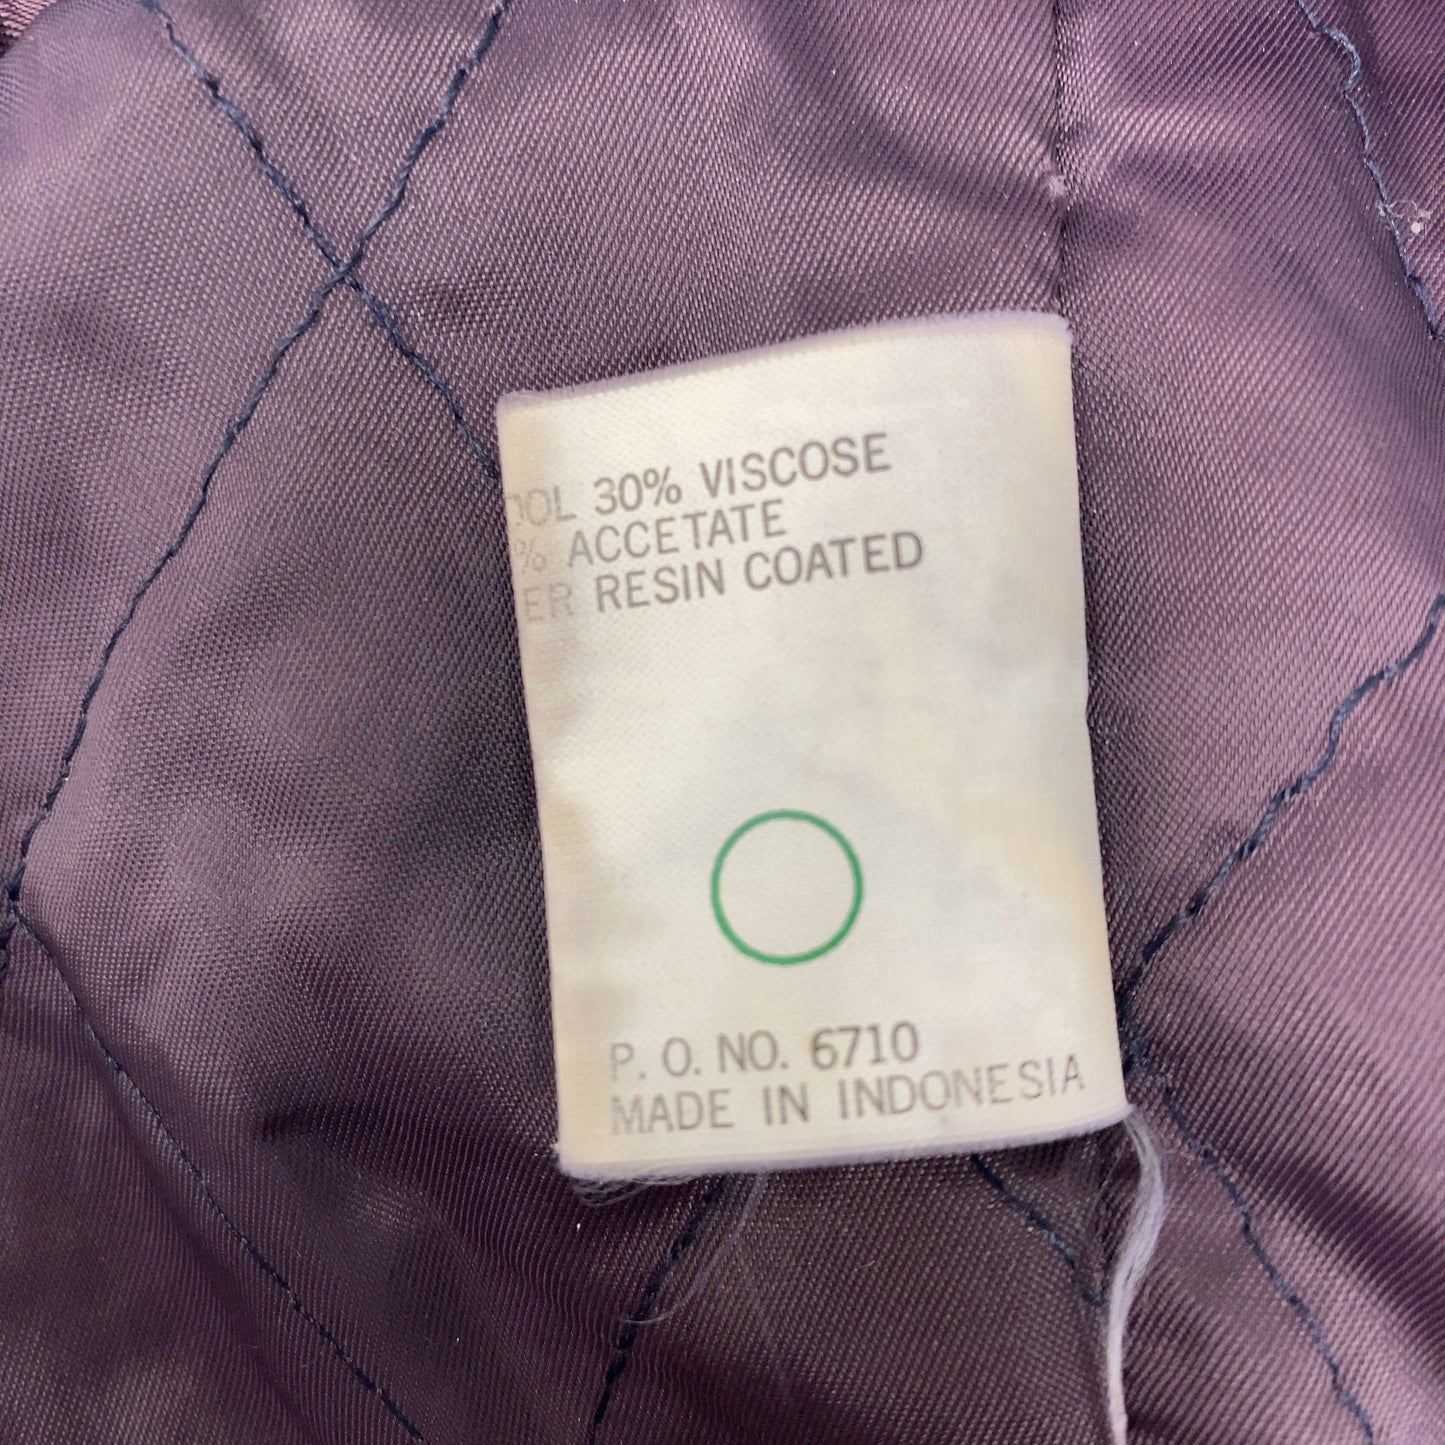 OOL 30% VISCOSE
% ACCETATE
ER RESIN COATED
P. O. NO. 6710
MADE IN INDONESIA